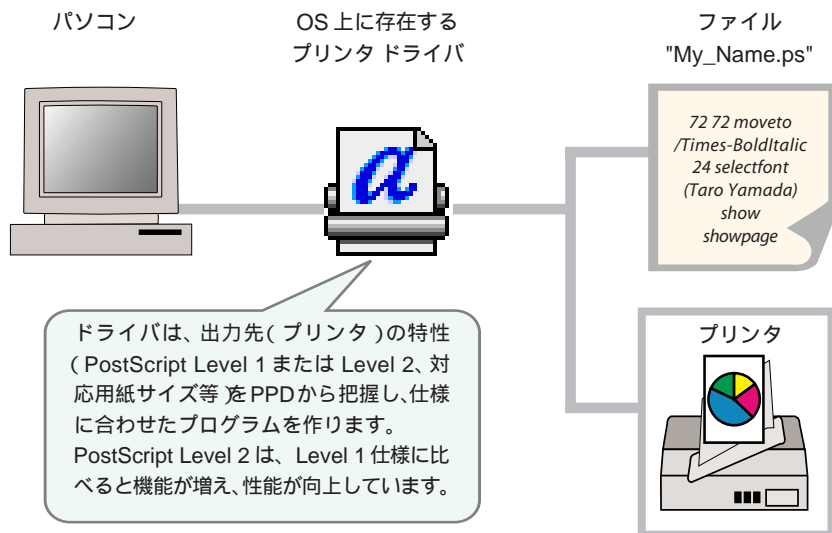 パソコン
OS 上に存在する
プリンタ ドライバ
ファイル
"My_Name.ps"
72 72 moveto
/Times-BoldItalic
24 selectfont
(Taro Yamada)
show
showpage
a
ドライバは、出力先( プリンタ )の特性
( PostScript Level 1 または Level 2、対
応用紙サイズ等 )をPPDから把握し、仕様
に合わせたプログラムを作ります。
PostScript Level 2 は、Level 1 仕様に比
べると機能が増え、性能が向上しています。
プリンタ